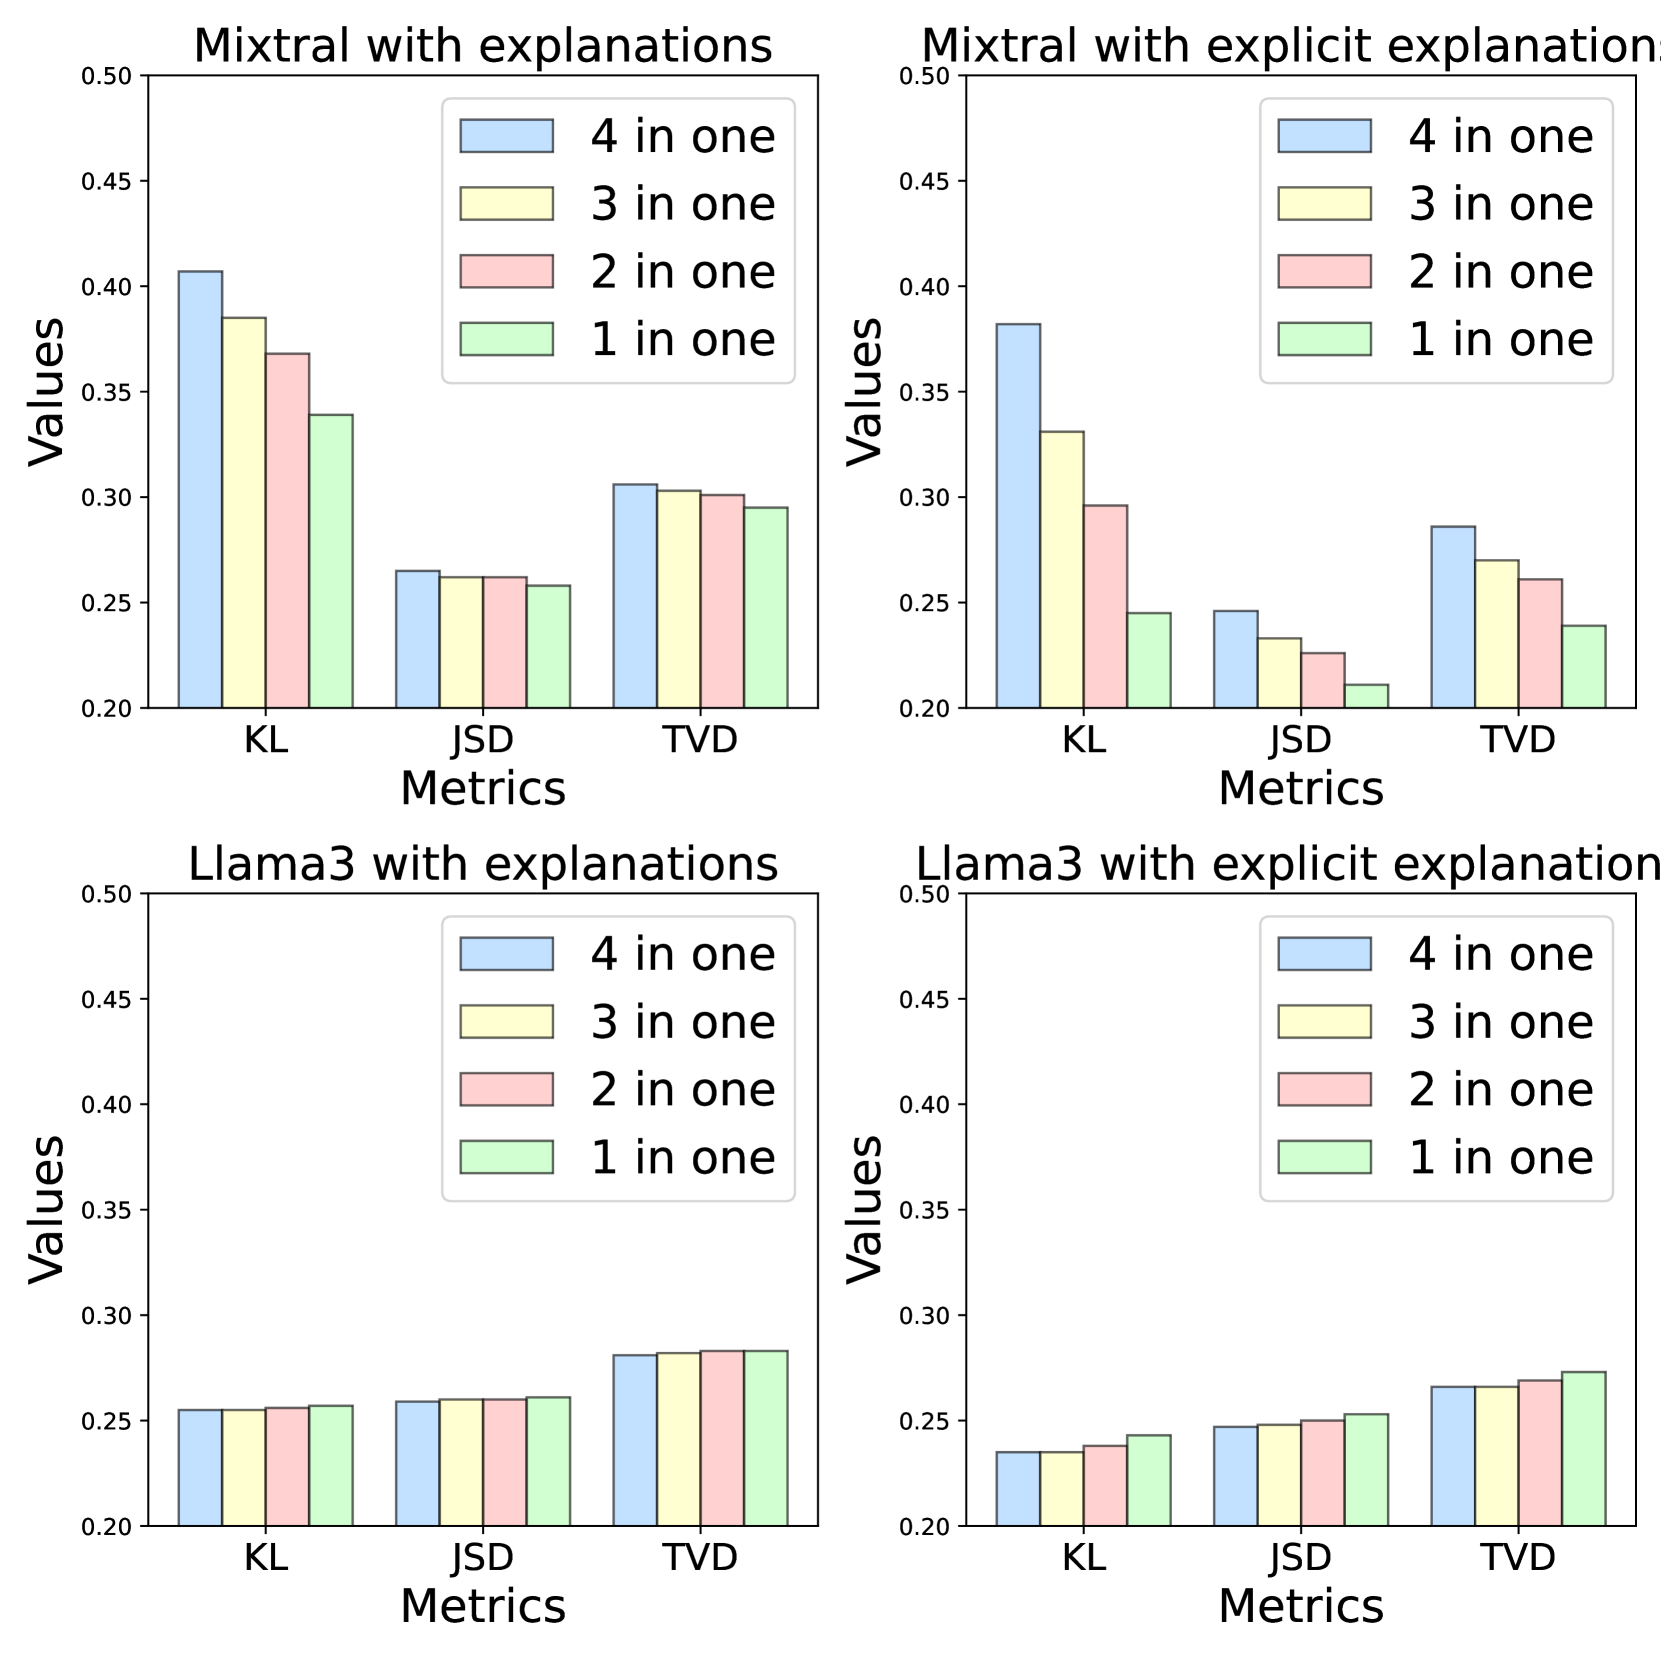 Mixtral with explanations
0.50
0.45
0.40
0.35
0.30
0.25
0.20
Values
4 in one
3 in one
2 in one
1 in one
KL JSD TVD
Metrics
Mixtral with explicit explanations
0.50
0.45
0.40
0.35
0.30
0.25
0.20
Values
4 in one
3 in one
2 in one
1 in one
KL JSD TVD
Metrics
Llama3 with explanations
0.50
0.45
0.40
0.35
0.30
0.25
0.20
Values
4 in one
3 in one
2 in one
1 in one
KL JSD TVD
Metrics
Llama3 with explicit explanation
0.50
0.45
0.40
0.35
0.30
0.25
0.20
Values
4 in one
3 in one
2 in one
1 in one
KL JSD TVD
Metrics